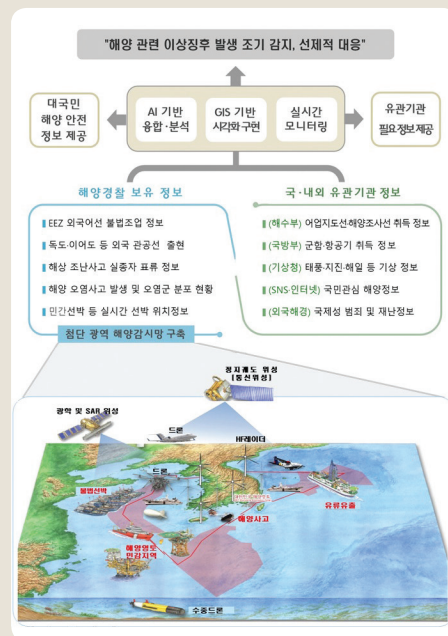 "해양 관련 이상징후 발생 조기 감지, 선제적 대응"
대국민
해양 안전
정보 제공
AI 기반
융합·분석
GIS 기반
시각화 구현
실시간
모니터링
유관기관
필요정보제공
해양경찰 보유 정보
EEZ 외국어선 불법조업 정보
독도·이어도 등 외국 관공선 출현
해상 조난사고 실종자 표류 정보
해양 오염사고 발생 및 오염군 분포 현황
민간선박 등 실시간 선박 위치정보
첨단 광역 해양감시망 구축
국·내외 유관기관 정보
(해수부) 어업지도선·해양조사선 취득 정보
(국방부) 군함·항공기 취득 정보
(기상청) 태풍·지진·해일 등 기상 정보
(SNS·인터넷) 국민관심 해양정보
(외국해경) 국제성 범죄 및 재난정보
정지궤도 위성
[통신위성]
광학 및 SAR 위성
드론
HF레이더
드론
불법선박
유류유출
해양사고
해양영토
민감지역
수중드론